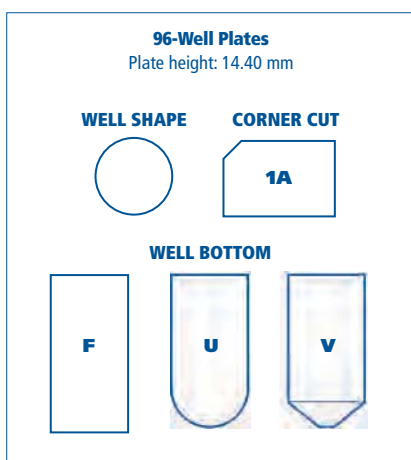 96-Well Plates
Plate height: 14.40 mm
WELL SHAPE CORNER CUT
1A
WELL BOTTOM
F U V